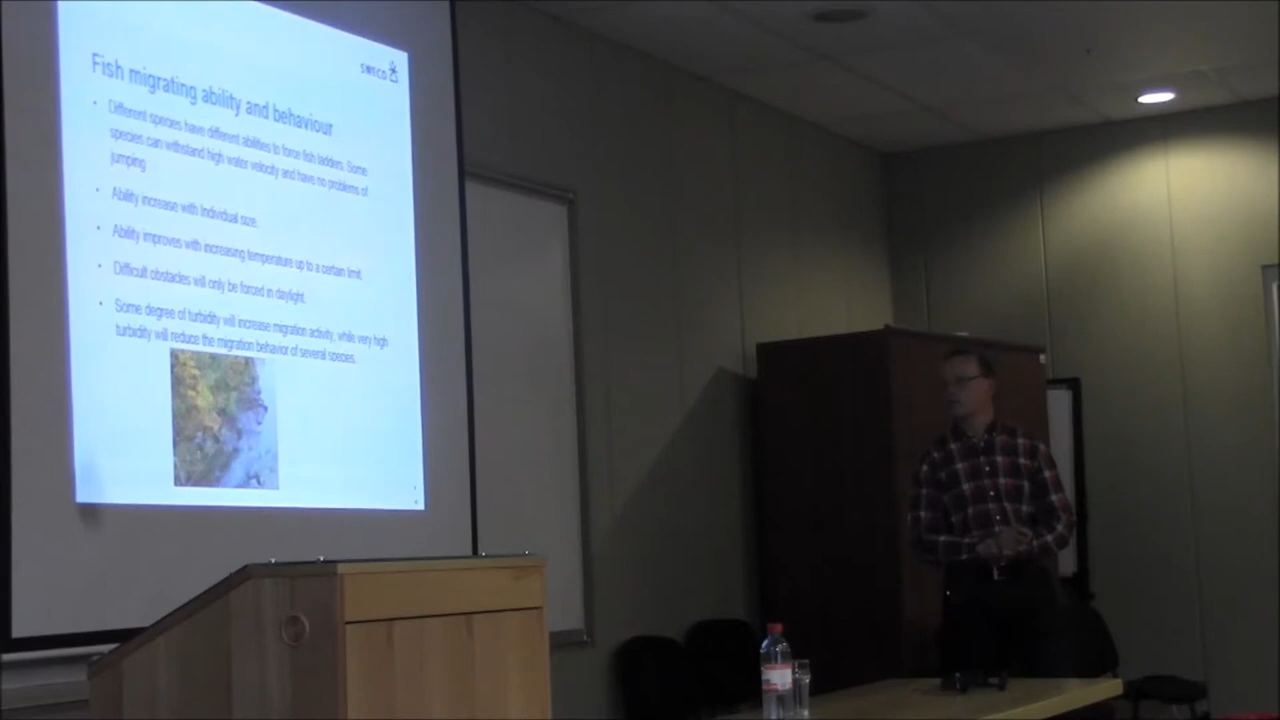 SWECO
Fish migrating ability and behaviour
• Different species have different abilities to force fish ladders. Some
species can withstand high water velocity and have no problems of
jumping
• Ability increase with Individual size.
• Ability improves with increasing temperature up to a certain limit.
• Difficult obstacles will only be forced in daylight.
• Some degree of turbidity will increase migration activity, while very high
turbidity will reduce the migration behavior of several species.